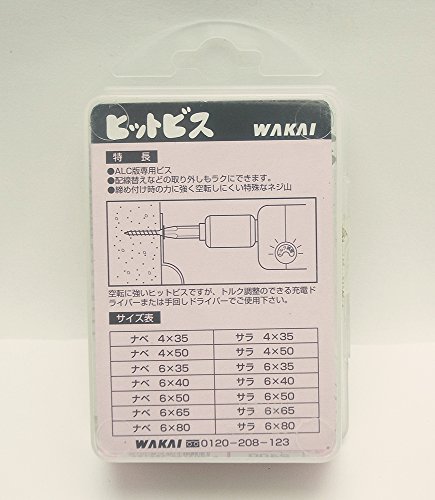 ヒットビス WAKAI
特長
●ALC版専用ビス
●配線替えなどの取り外しもラクにできます。
●締め付け時の力に強く空転しにくい特殊なネジ山
空転に強いヒットビスですが、トルク調整のできる充電ド
ライバーまたは手回しドライバーでご使用下さい。
サイズ表
ナベ 4×35 サラ 4×35
ナベ 4×50 サラ 4×50
ナベ 6×35 サラ 6×35
ナベ 6×40 サラ 6×40
ナベ 6×50 サラ 6×50
ナベ 6×65 サラ 6×65
ナベ 6×80 サラ 6×80
WAKAI 0120-208-123